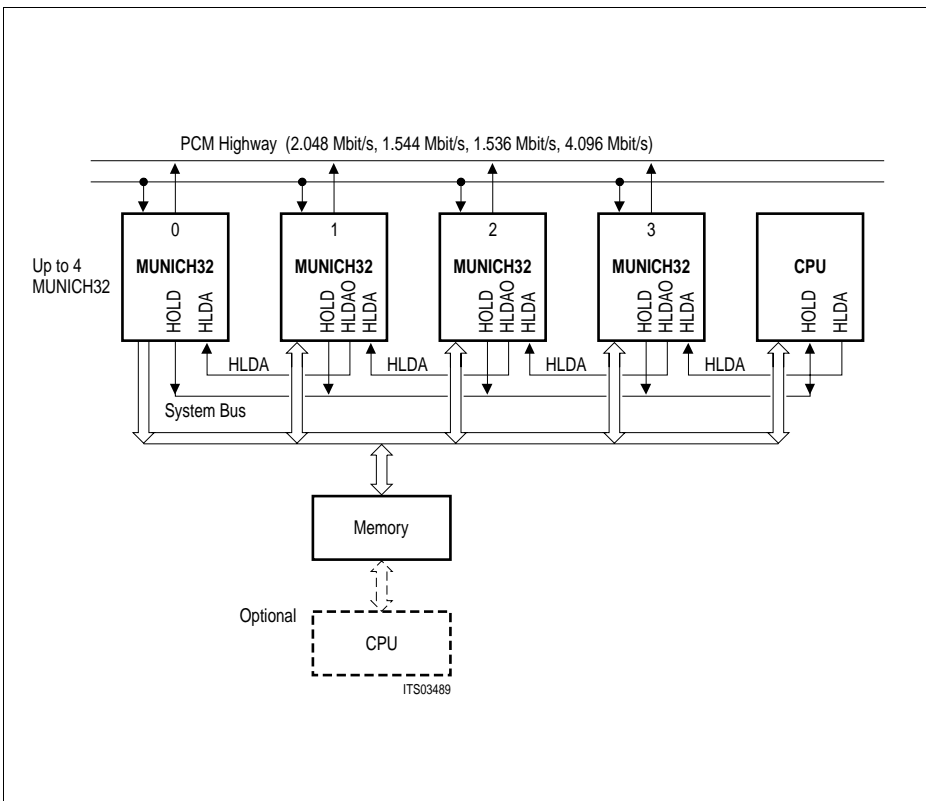 PCM Highway (2.048 Mbit/s, 1.544 Mbit/s, 1.536 Mbit/s, 4.096 Mbit/s)
0
1
2
3
Up to 4
MUNICH32
MUNICH32
MUNICH32
MUNICH32
MUNICH32
CPU
HOLD
HLDA
HOLD
HLDAO
HLDA
HOLD
HLDAO
HLDA
HOLD
HLDAO
HLDA
HOLD
HLDA
HLDA
HLDA
HLDA
HLDA
System Bus
Memory
Optional
CPU
ITS03489